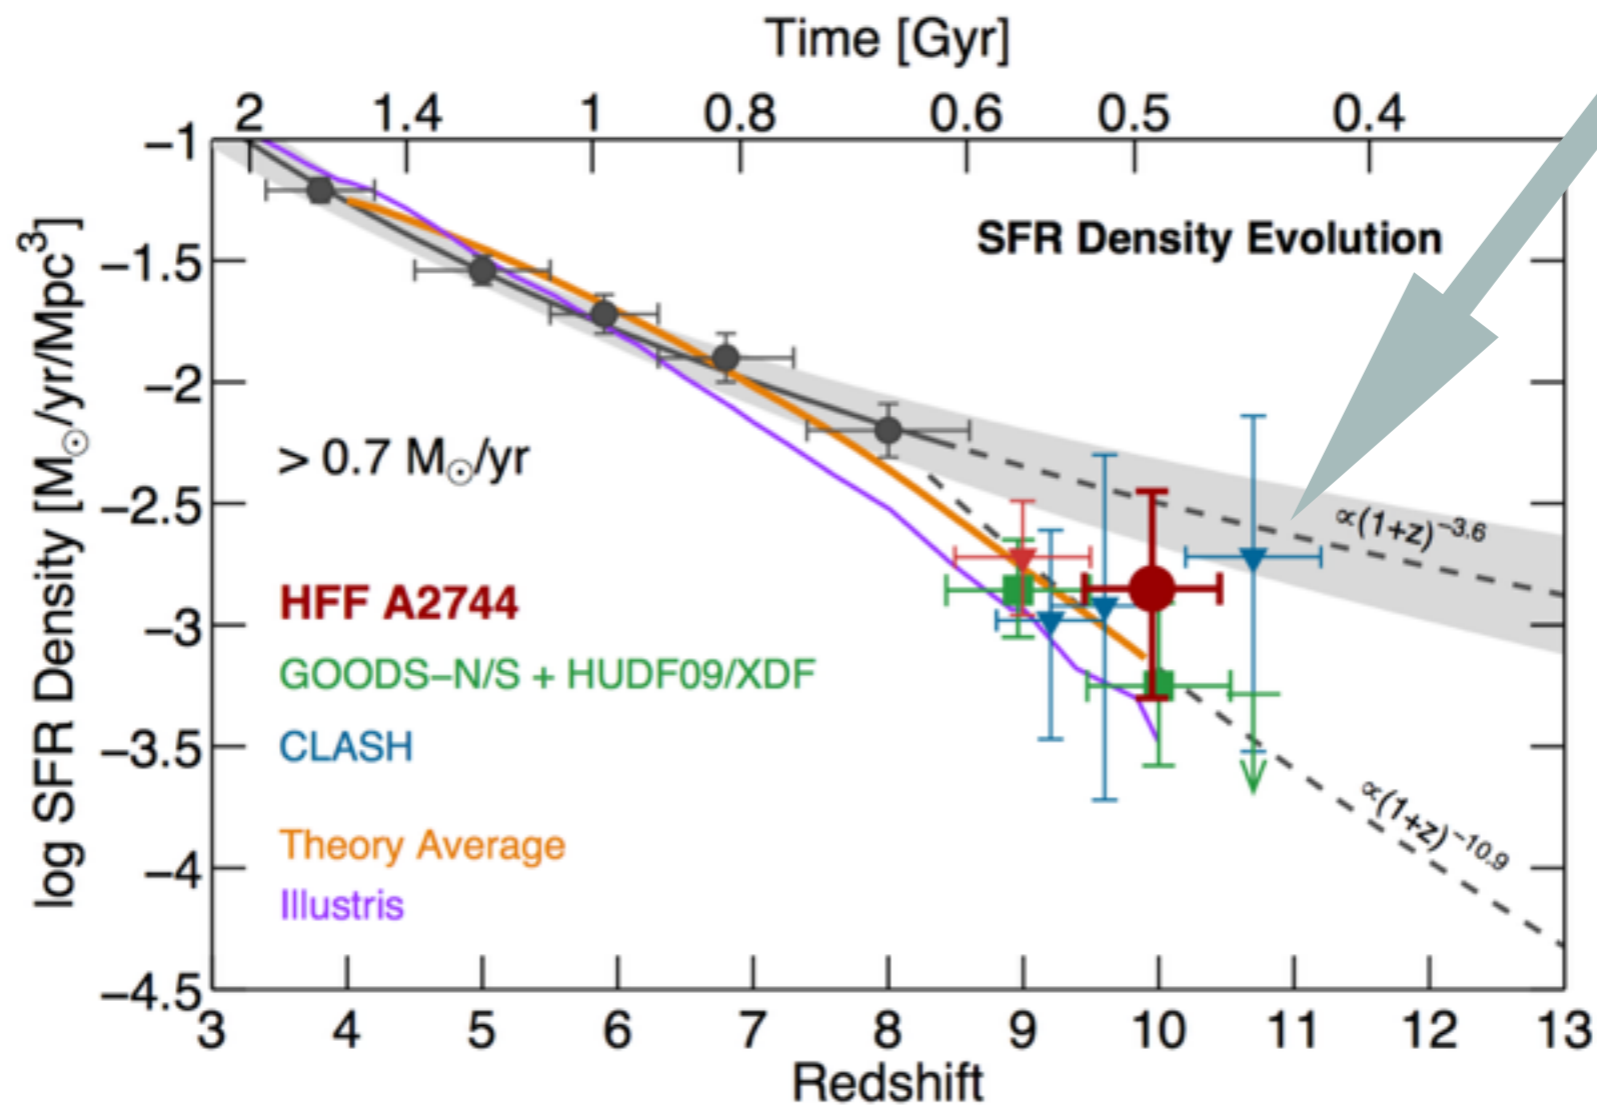 Time [Gyr]
2 1.4 1 0.8 0.6 0.5 0.4
−1
−1.5
−2
−2.5
−3
−3.5
−4
−4.5
log SFR Density [M☉/yr/Mpc³]
SFR Density Evolution
> 0.7 M☉/yr
∝(1+z)⁻³·⁶
HFF A2744
GOODS−N/S + HUDF09/XDF
CLASH
∝(1+z)⁻¹⁰·⁹
Theory Average
Illustris
3 4 5 6 7 8 9 10 11 12 13
Redshift